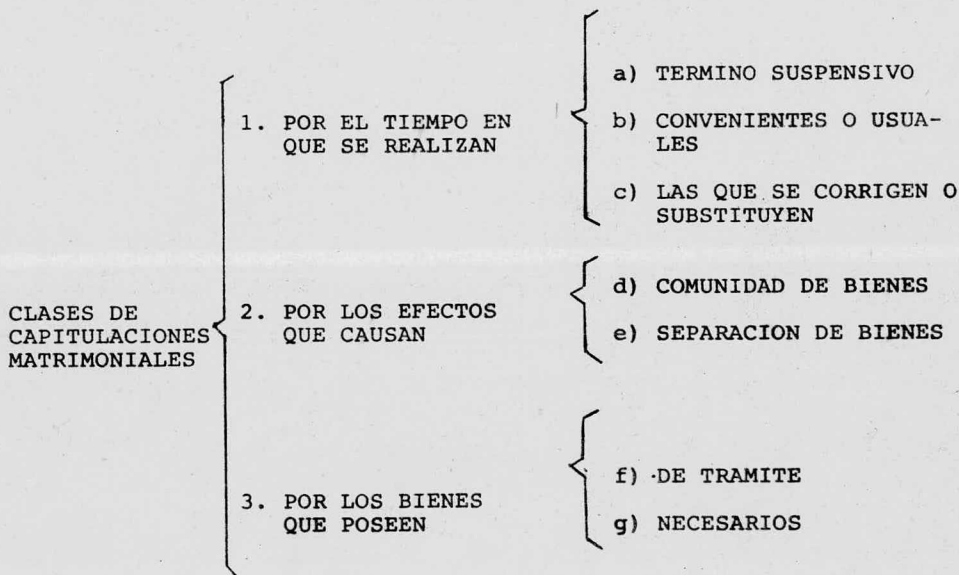 CLASES DE
CAPITULACIONES
MATRIMONIALES
1. POR EL TIEMPO EN
QUE SE REALIZAN
a) TERMINO SUSPENSIVO
b) CONVENIENTES O USUA-
LES
c) LAS QUE SE CORRIGEN O
SUBSTITUYEN
2. POR LOS EFECTOS
QUE CAUSAN
d) COMUNIDAD DE BIENES
e) SEPARACION DE BIENES
3. POR LOS BIENES
QUE POSEEN
f) DE TRAMITE
g) NECESARIOS